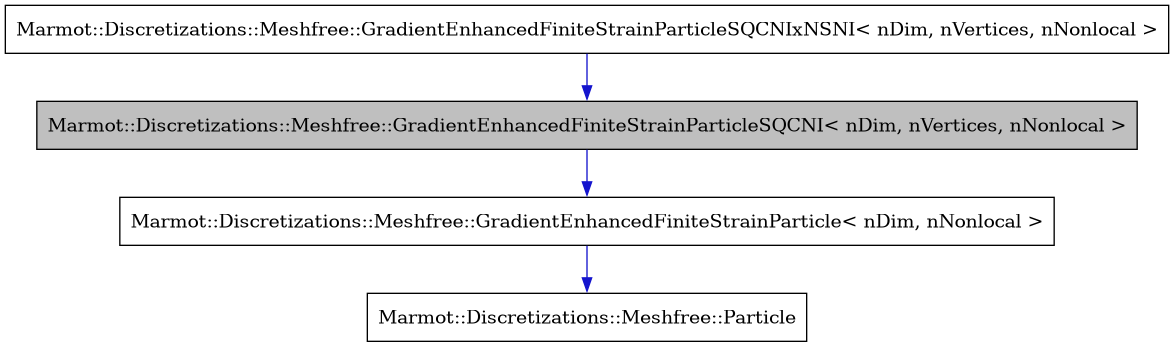 Marmot::Discretizations::Meshfree::GradientEnhancedFiniteStrainParticleSQCNIxNSNI< nDim, nVertices, nNonlocal >
Marmot::Discretizations::Meshfree::GradientEnhancedFiniteStrainParticleSQCNI< nDim, nVertices, nNonlocal >
Marmot::Discretizations::Meshfree::GradientEnhancedFiniteStrainParticle< nDim, nNonlocal >
Marmot::Discretizations::Meshfree::Particle